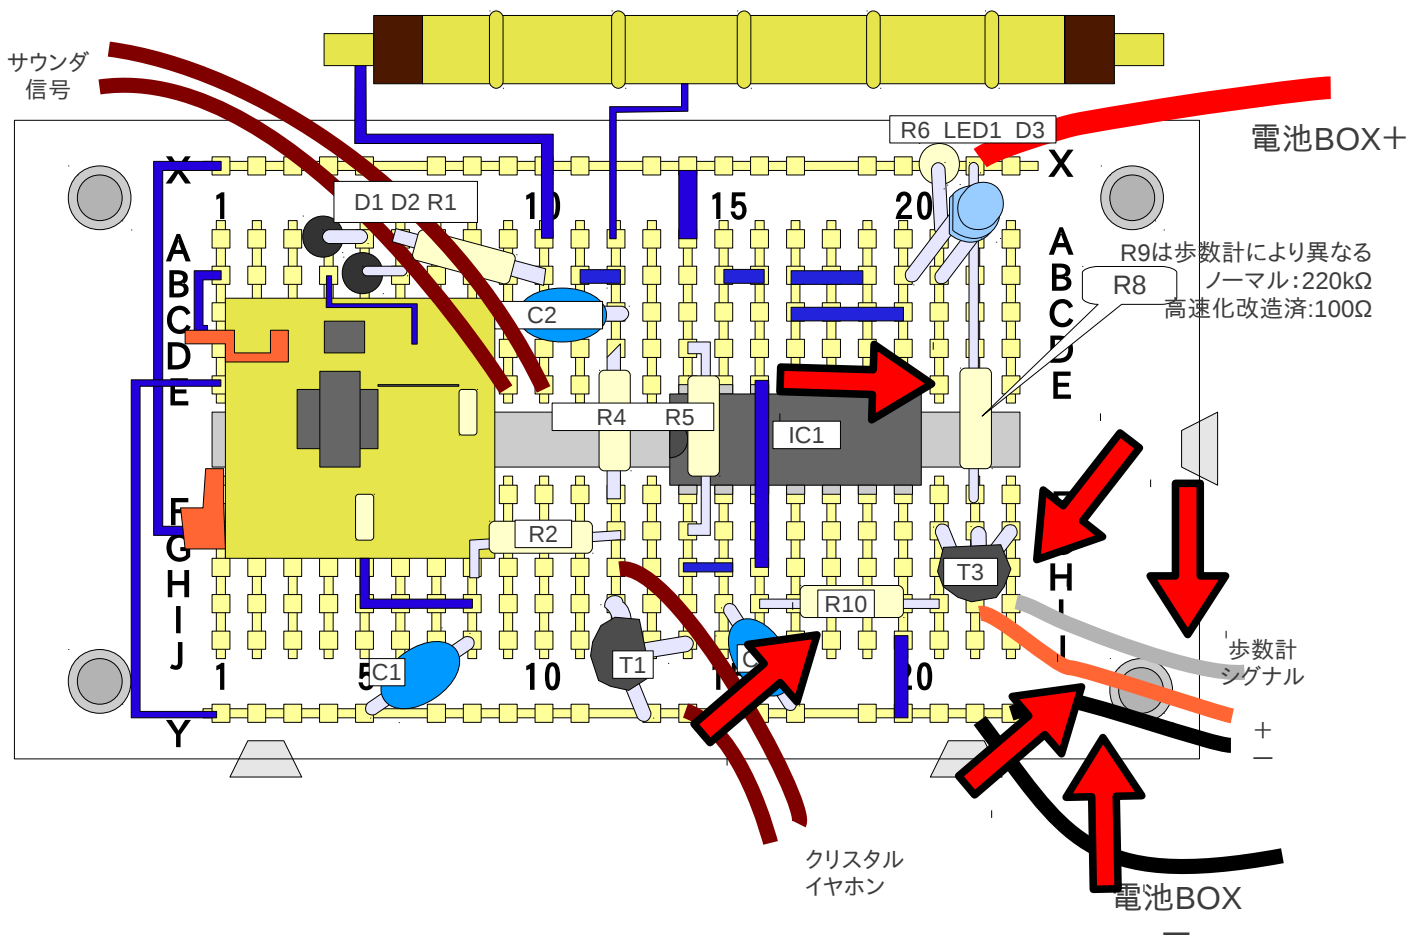 サウンダ
信号
R6 LED1 D3
電池BOX＋
X
X
D1 D2 R1
1
10
15
20
A
B
C
D
E
A
B
C
D
E
R9は歩数計により異なる
ノーマル：220kΩ
高速化改造済:100Ω
R8
C2
R4
R5
IC1
F
G
H
I
J
R2
T3
H
I
R10
C1
T1
C
1
5
10
20
Y
歩数計
シグナル
＋
－
クリスタル
イヤホン
電池BOX
－